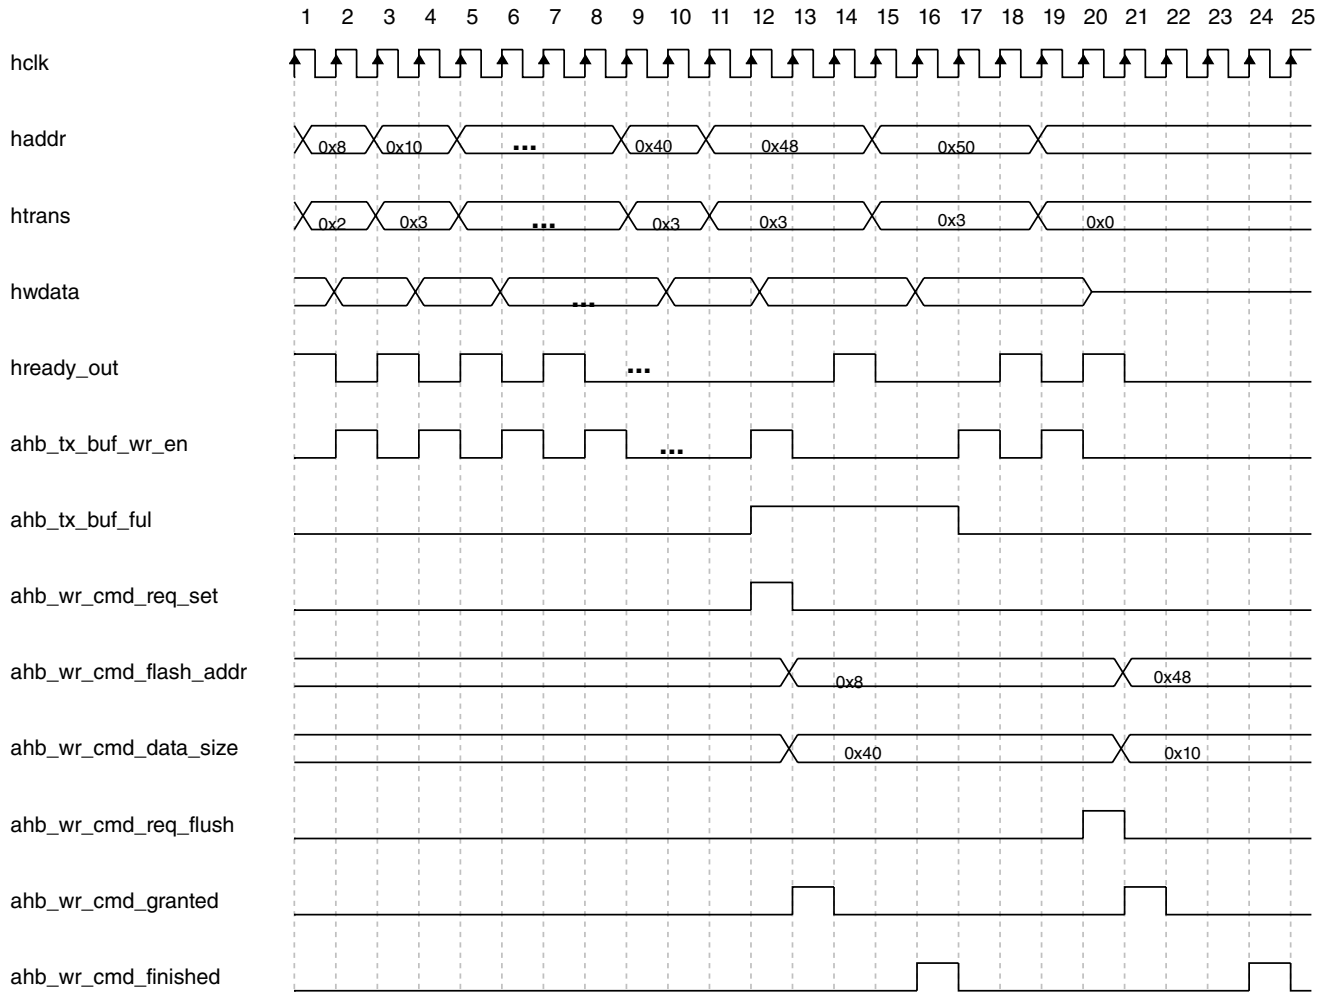 1 2 3 4 5 6 7 8 9 10 11 12 13 14 15 16 17 18 19 20 21 22 23 24 25
hclk
haddr 0x8 0x10 ... 0x40 0x48 0x50
htrans 0x2 0x3 ... 0x3 0x3 0x3 0x0
hwdata ...
hready_out ...
ahb_tx_buf_wr_en ...
ahb_tx_buf_ful
ahb_wr_cmd_req_set
ahb_wr_cmd_flash_addr 0x8 0x48
ahb_wr_cmd_data_size 0x40 0x10
ahb_wr_cmd_req_flush
ahb_wr_cmd_granted
ahb_wr_cmd_finished